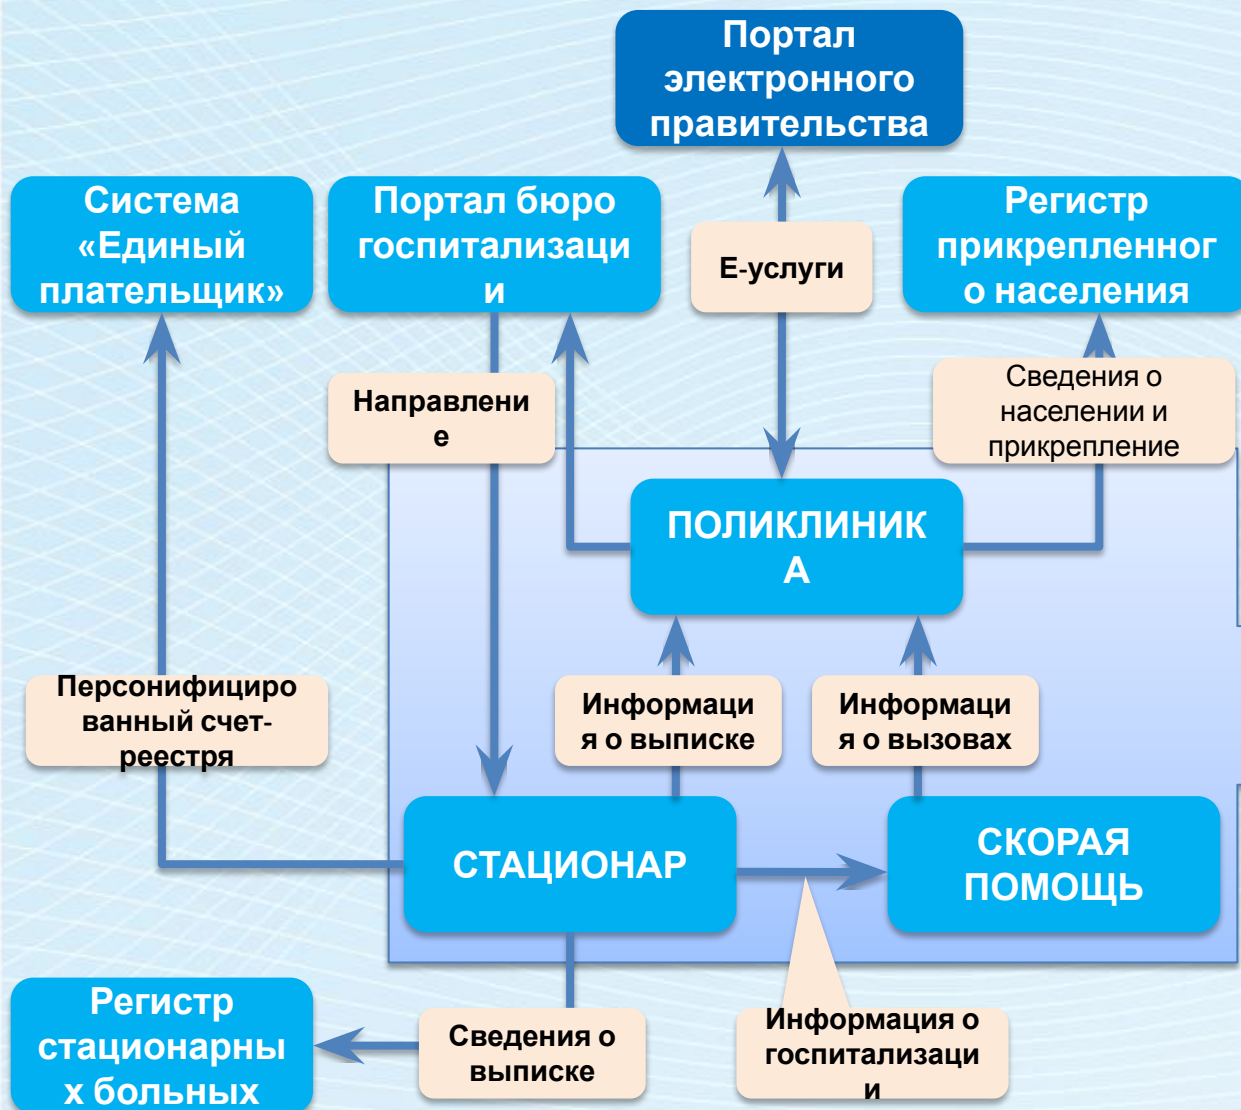 Портал
электронного
правительства
Система
«Единый
плательщик»
Портал бюро
госпитализаци
и
Е-услуги
Регистр
прикрепленног
о населения
Направлени
е
Сведения о
населении и
прикрепление
ПОЛИКЛИНИК
А
Персонифициро
ванный счет-
реестря
Информаци
я о выписке
Информаци
я о вызовах
СТАЦИОНАР
СКОРАЯ
ПОМОЩЬ
Регистр
стационарны
х больных
Сведения о
выписке
Информация о
госпитализаци
и